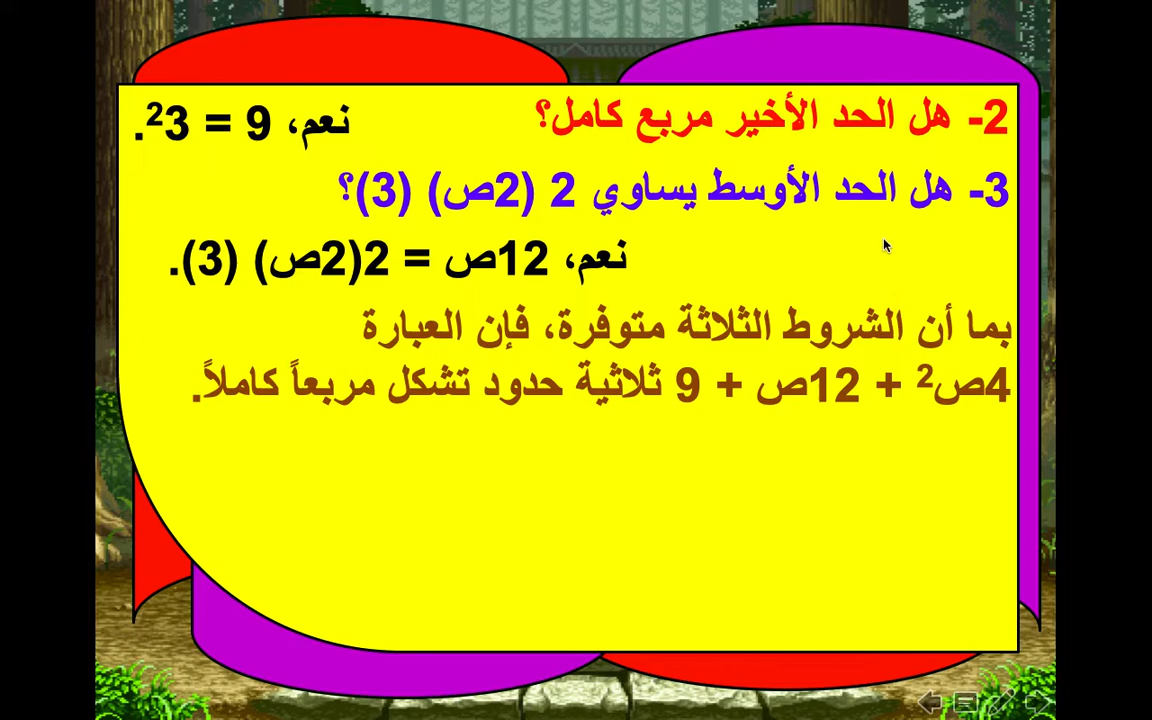 2- هل الحد الأخير مربع كامل؟ نعم، 9 = 3².
3- هل الحد الأوسط يساوي 2 (2ص) (3)؟
نعم، 12ص = 2(2ص) (3).
بما أن الشروط الثلاثة متوفرة، فإن العبارة
4ص² + 12ص + 9 ثلاثية حدود تشكل مربعاً كاملاً.